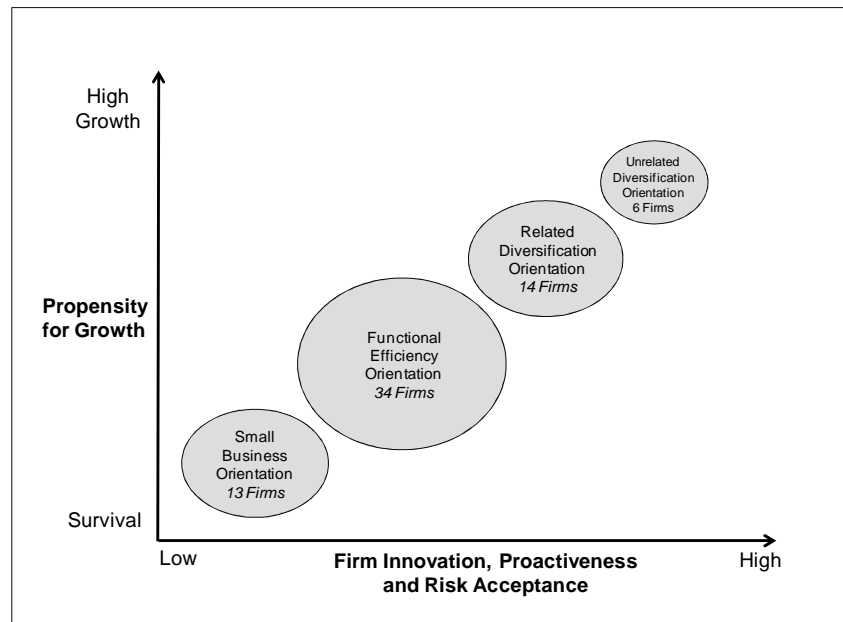 High
Growth
Unrelated
Diversification
Orientation
6 Firms
Related
Diversification
Orientation
14 Firms
Propensity
for Growth
Functional
Efficiency
Orientation
34 Firms
Small
Business
Orientation
13 Firms
Survival
Low
Firm Innovation, Proactiveness
and Risk Acceptance
High